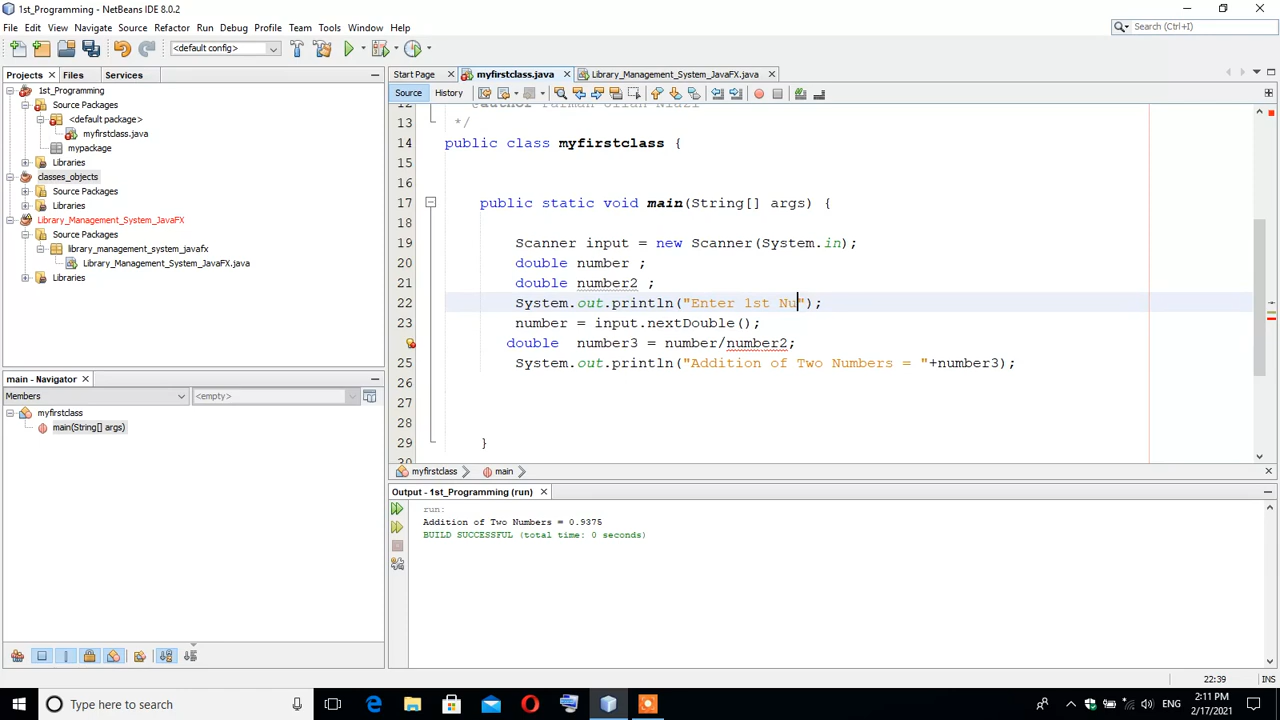 1st_Programming - NetBeans IDE 8.0.2
File Edit View Navigate Source Refactor Run Debug Profile Team Tools Window Help
Search (Ctrl+I)
<default config>
Projects Files Services
Start Page myfirstclass.java Library_Management_System_JavaFX.java
Source History
1st_Programming
Source Packages
<default package>
myfirstclass.java
mypackage
Libraries
classes_objects
Source Packages
Libraries
Library_Management_System_JavaFX
Source Packages
library_management_system_javafx
Library_Management_System_JavaFX.java
Libraries
12 @author
13 */
14 public class myfirstclass {
15
16
17 public static void main(String[] args) {
18
19 Scanner input = new Scanner(System.in);
20 double number ;
21 double number2 ;
22 System.out.println("Enter 1st Nu");
23 number = input.nextDouble();
double number3 = number/number2;
25 System.out.println("Addition of Two Numbers = "+number3);
26
27
28
29 }
30
main - Navigator
Members <empty>
myfirstclass
main(String[] args)
myfirstclass main
Output - 1st_Programming (run)
run:
Addition of Two Numbers = 0.9375
BUILD SUCCESSFUL (total time: 0 seconds)
22:39 INS
Type here to search
ENG
2:11 PM
2/17/2021